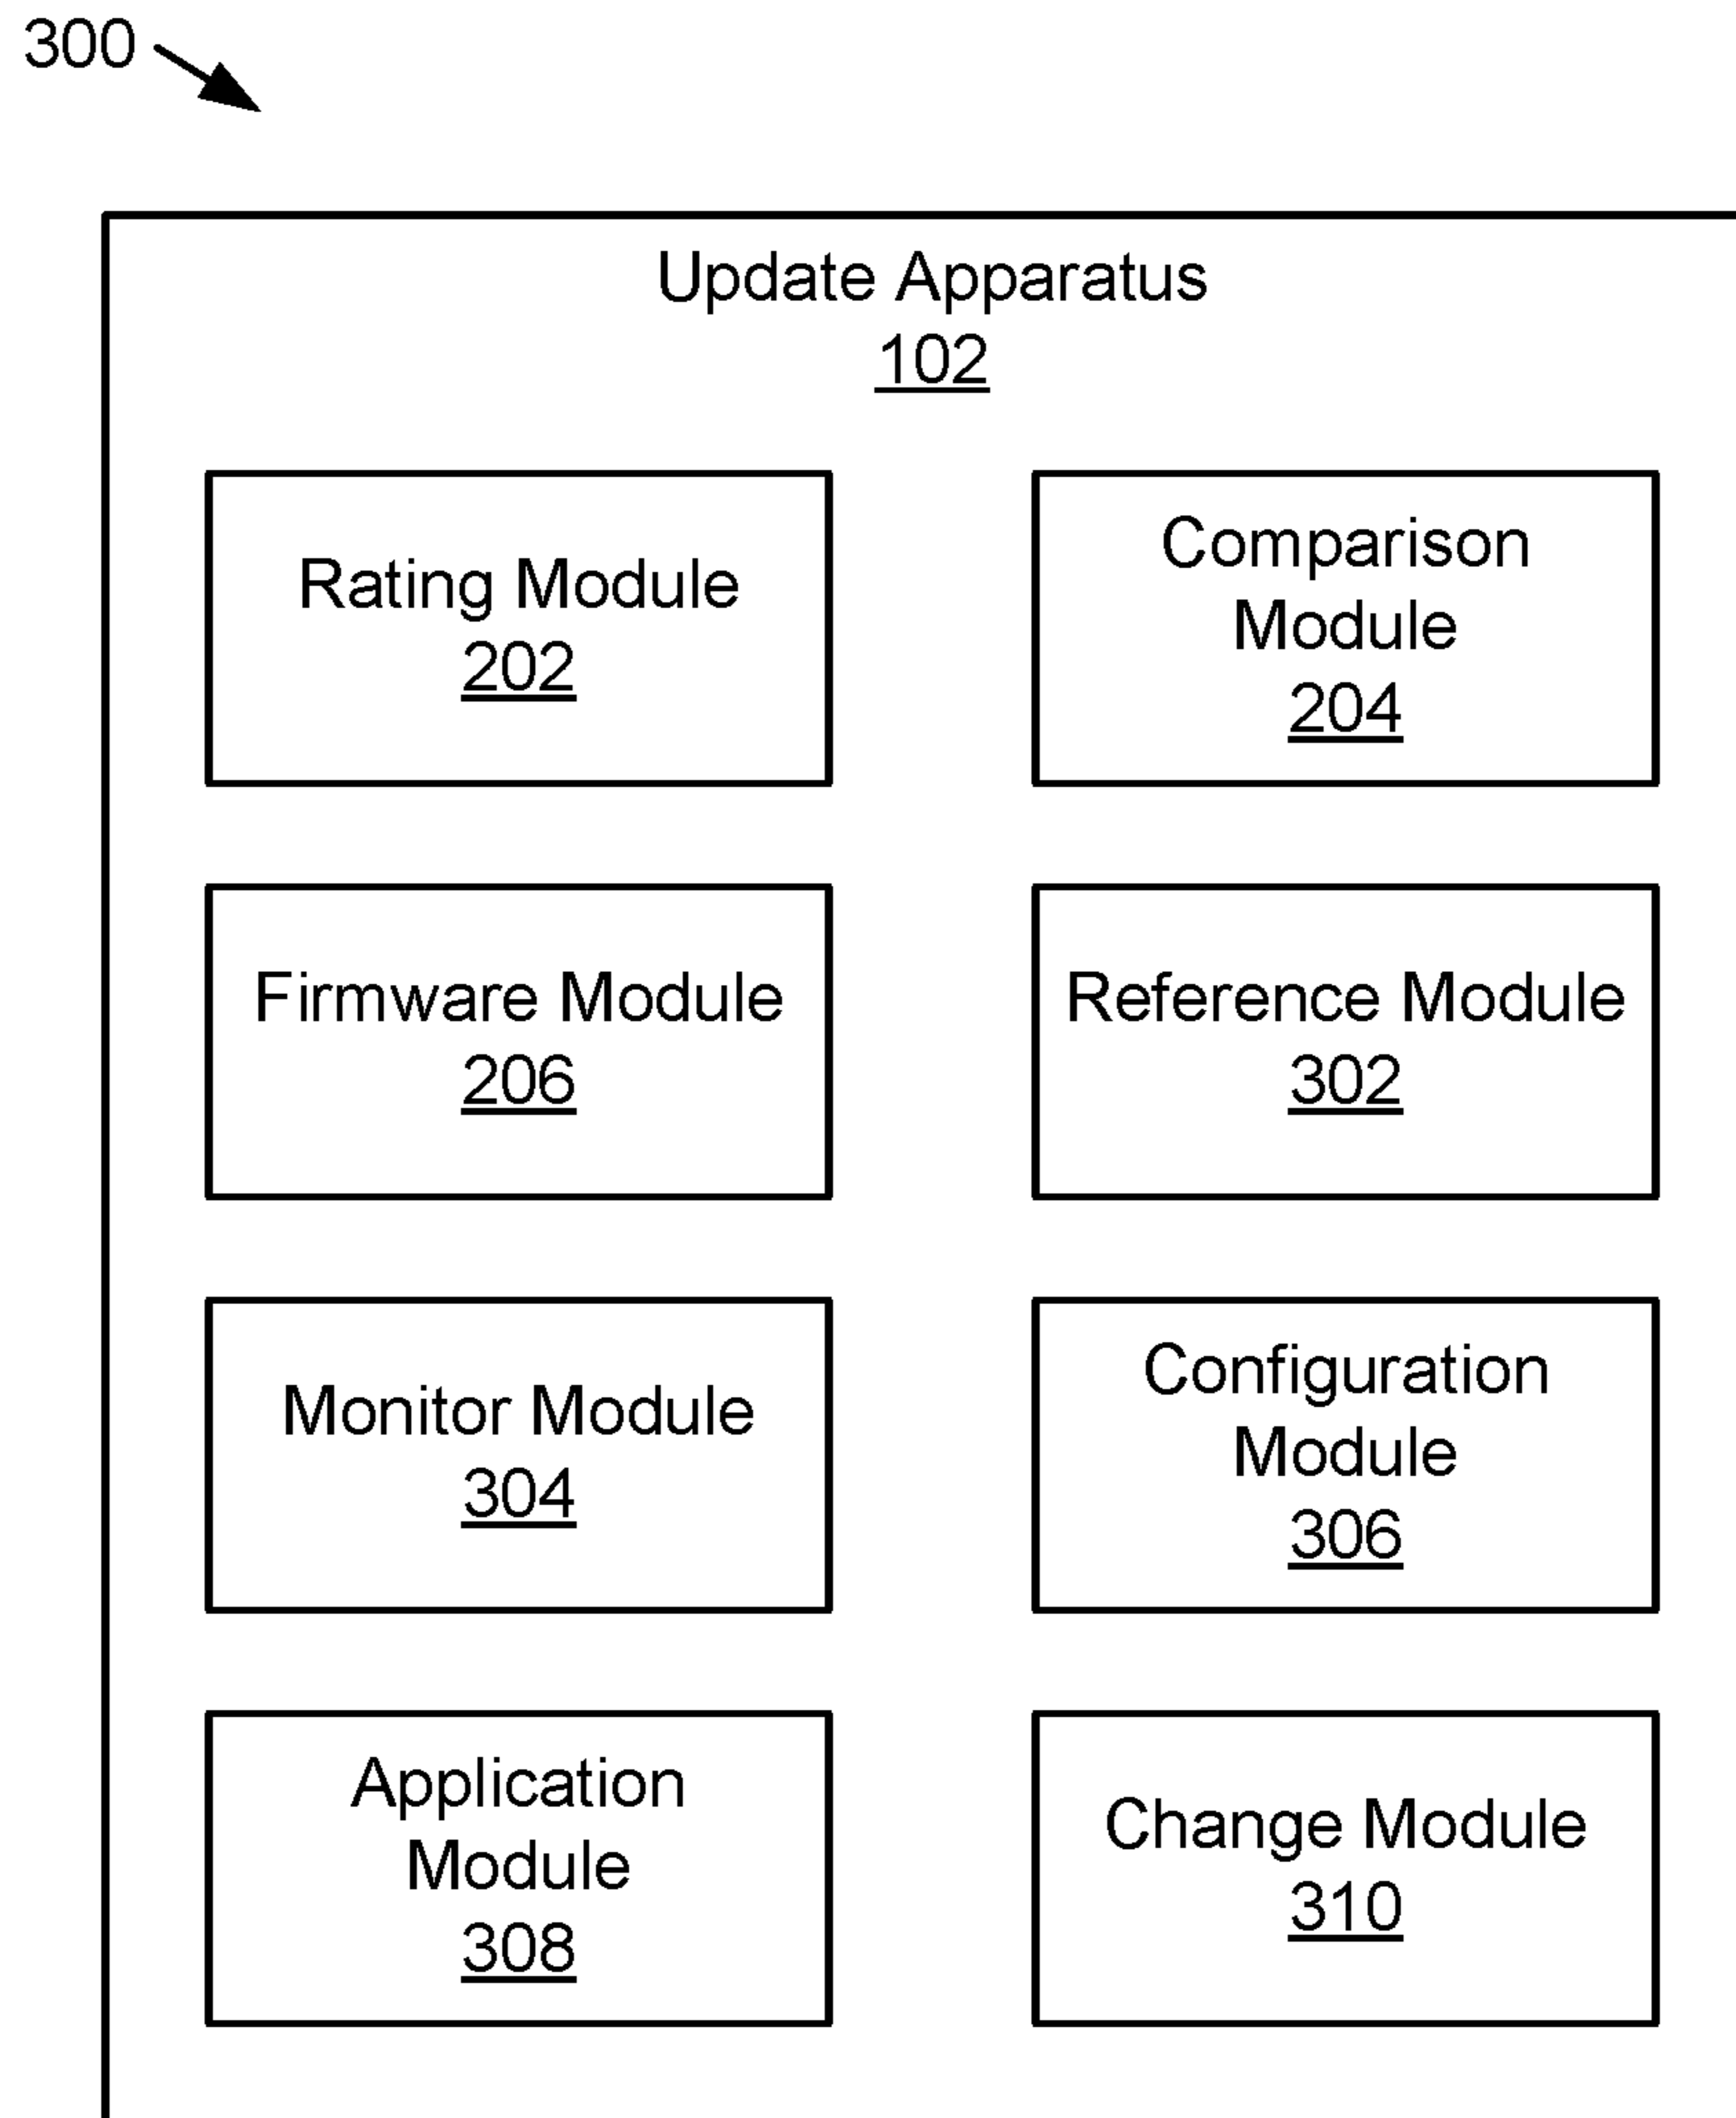 300
Update Apparatus
102
Rating Module
202
Comparison
Module
204
Firmware Module
206
Reference Module
302
Monitor Module
304
Configuration
Module
306
Application
Module
308
Change Module
310